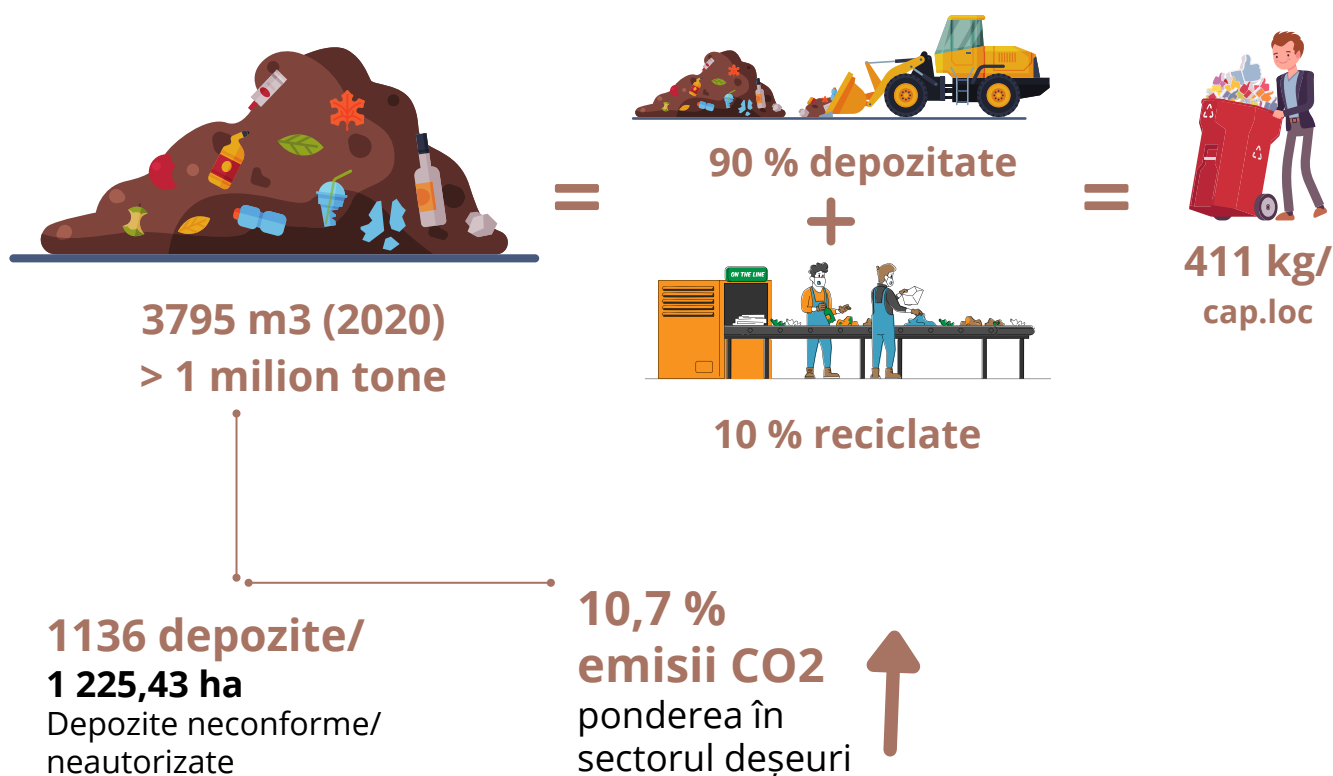 3795 m3 (2020)
> 1 milion tone
90 % depozitate
ON THE LINE
10 % reciclate
411 kg/
cap.loc
1136 depozite/
1 225,43 ha
Depozite neconforme/
neautorizate
10,7 %
emisii CO2
ponderea în
sectorul deșeuri